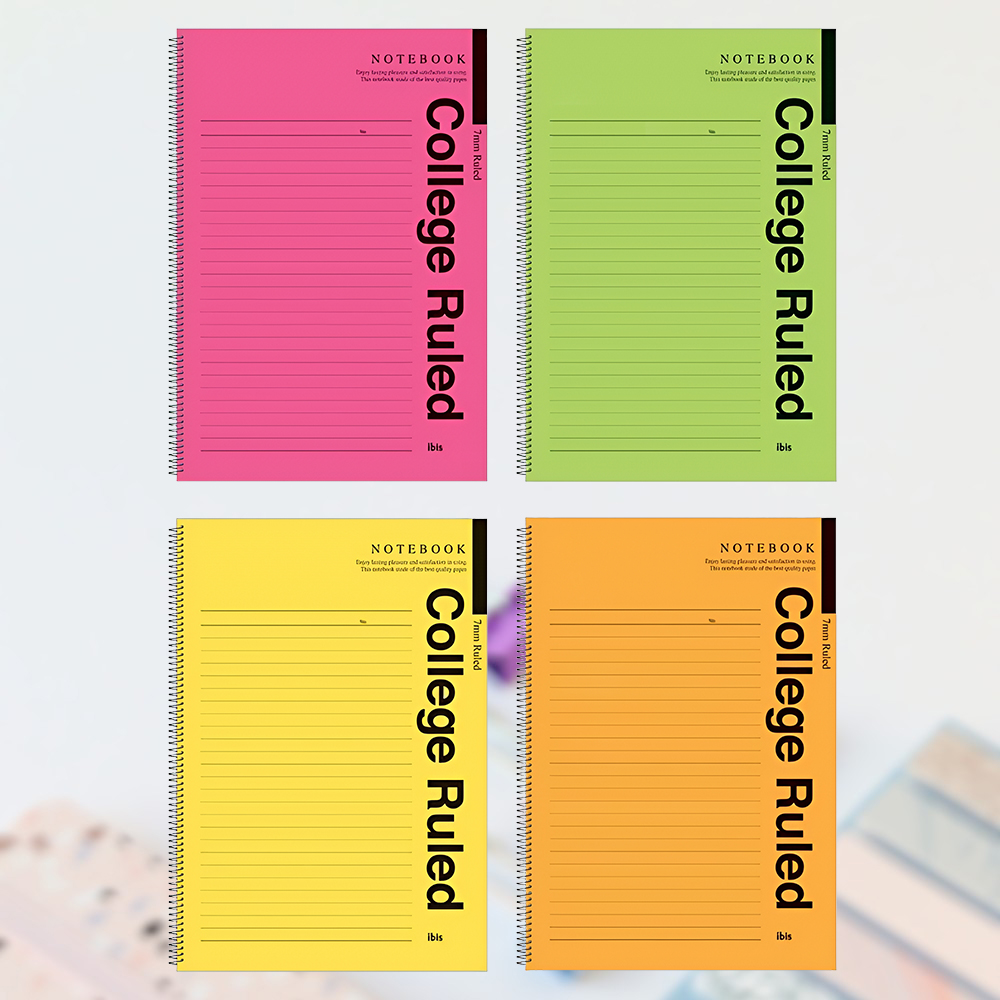 NOTEBOOK
Enjoy lasting pleasure and satisfaction in using.
This notebook made of the best quality paper.
No.
7mm Ruled
College Ruled
ibis
NOTEBOOK
Enjoy lasting pleasure and satisfaction in using.
This notebook made of the best quality paper.
No.
7mm Ruled
College Ruled
ibis
NOTEBOOK
Enjoy lasting pleasure and satisfaction in using.
This notebook made of the best quality paper.
No.
7mm Ruled
College Ruled
ibis
NOTEBOOK
Enjoy lasting pleasure and satisfaction in using.
This notebook made of the best quality paper.
No.
7mm Ruled
College Ruled
ibis